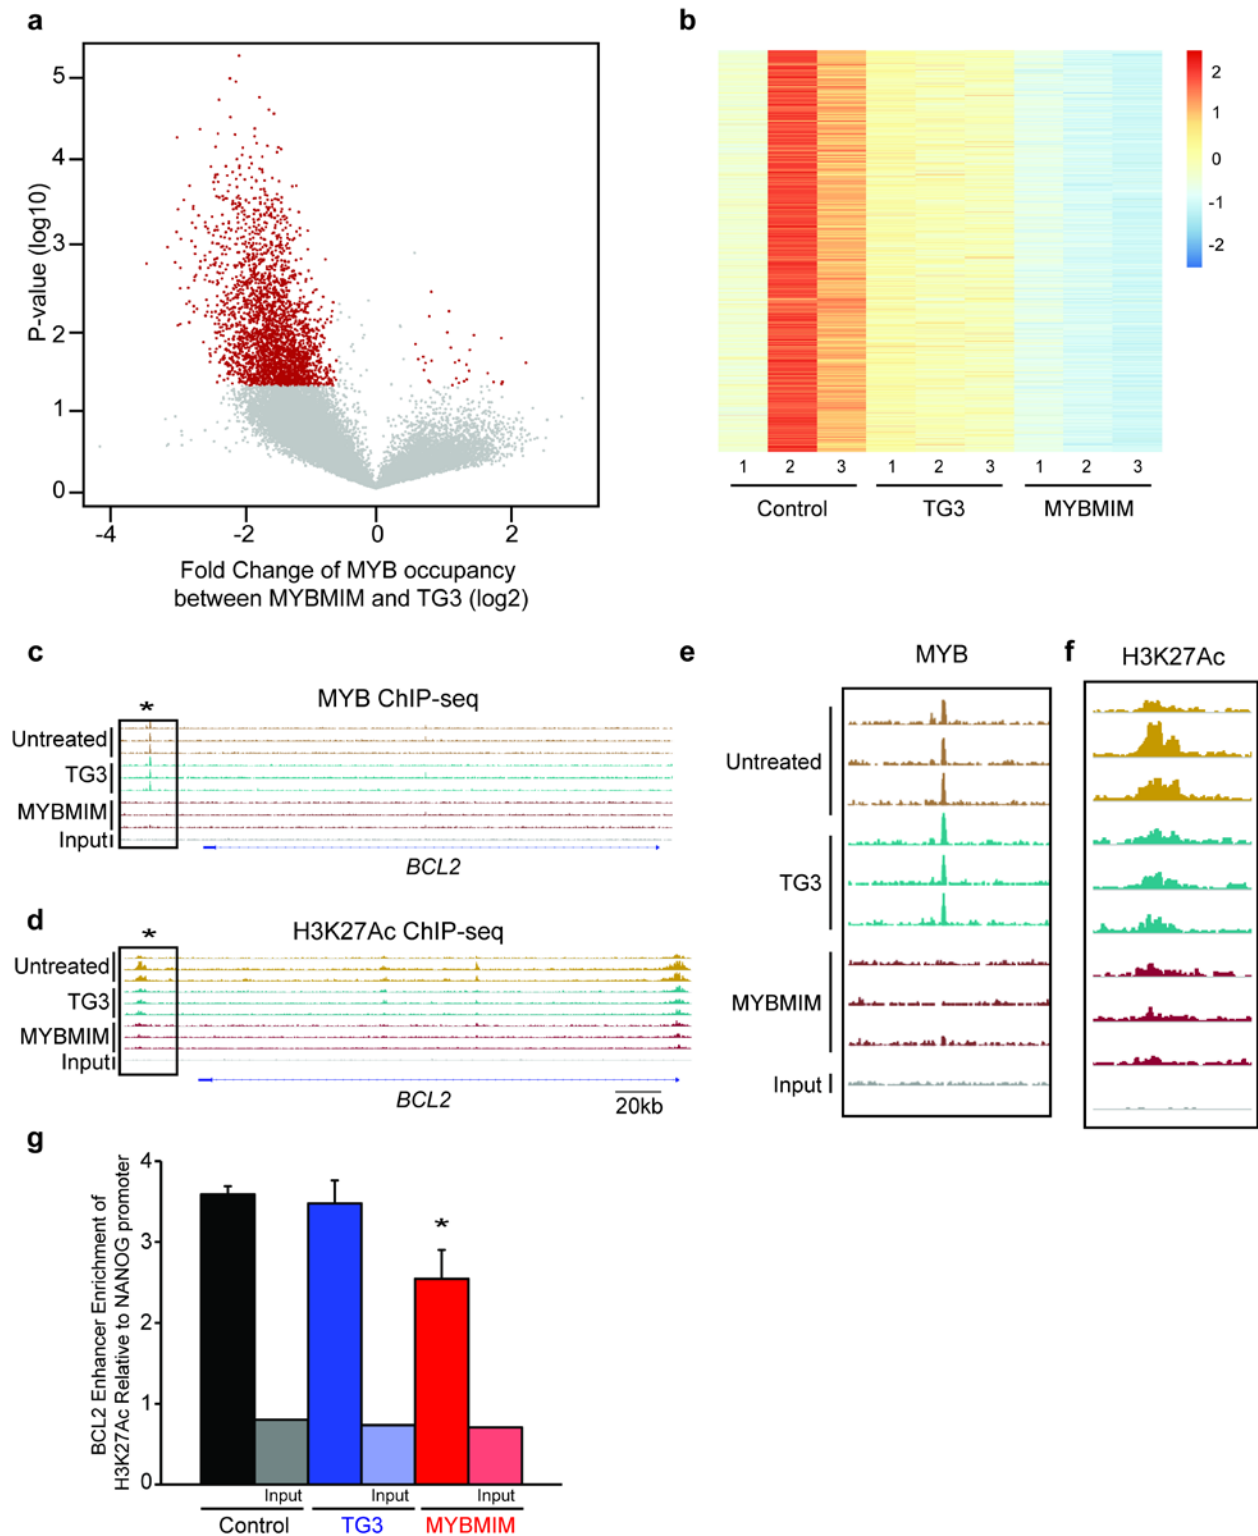 a
5
4
3
2
1
0
P-value (log10)
-4
-2
0
2
Fold Change of MYB occupancy
between MYBMIM and TG3 (log2)
b
2
1
0
-1
-2
1 2 3 1 2 3 1 2 3
Control TG3 MYBMIM
c
MYB ChIP-seq
*
Untreated
TG3
MYBMIM
Input
BCL2
d
H3K27Ac ChIP-seq
*
Untreated
TG3
MYBMIM
Input
BCL2
20kb
e
MYB
Untreated
TG3
MYBMIM
Input
f
H3K27Ac
g
BCL2 Enhancer Enrichment of
H3K27Ac Relative to NANOG promoter
4
3
2
1
0
*
Input Input Input
Control TG3 MYBMIM